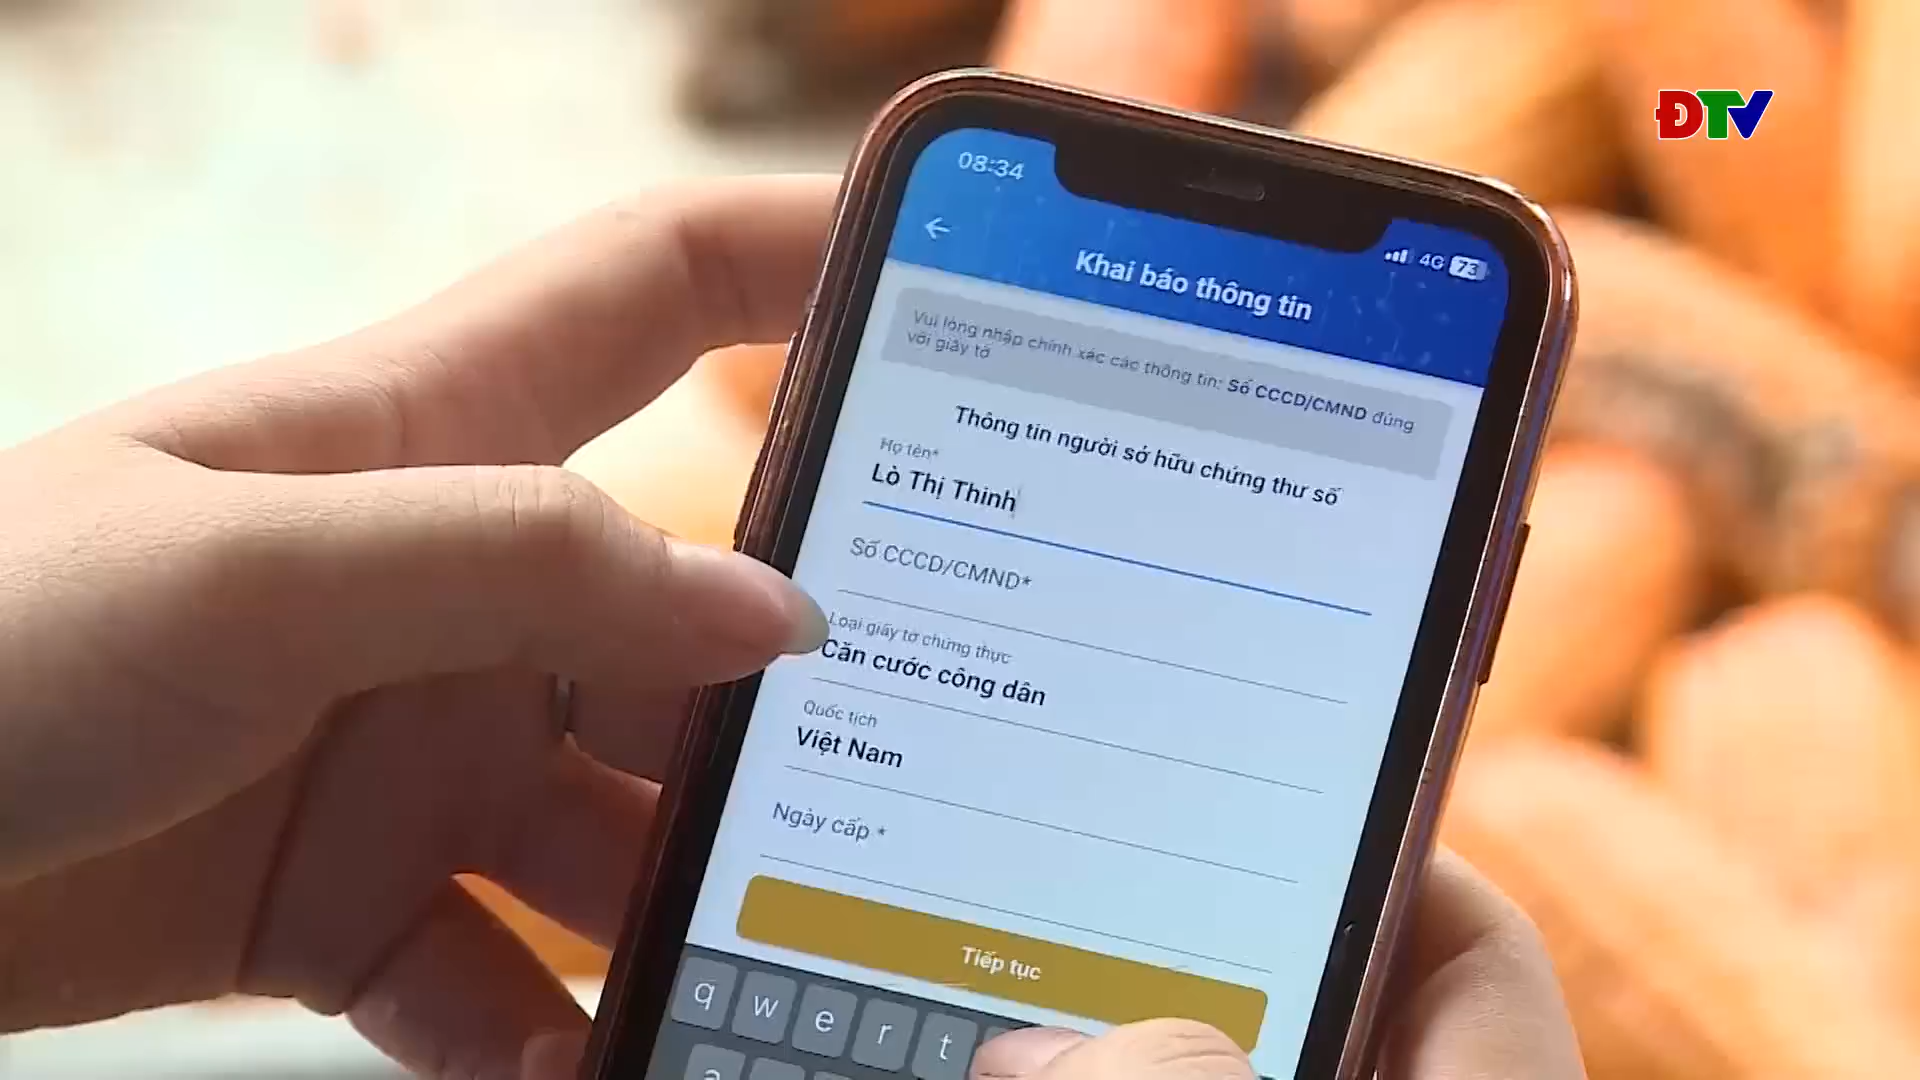 ĐTV
08:34
4G 73
Khai báo thông tin
Vui lòng nhập chính xác các thông tin: Số CCCD/CMND đúng
với giấy tờ
Thông tin người sở hữu chứng thư số
Họ tên*
Lò Thị Thinh
Số CCCD/CMND*
Loại giấy tờ chứng thực
Căn cước công dân
Quốc tịch
Việt Nam
Ngày cấp *
Tiếp tục
q w e r t
a